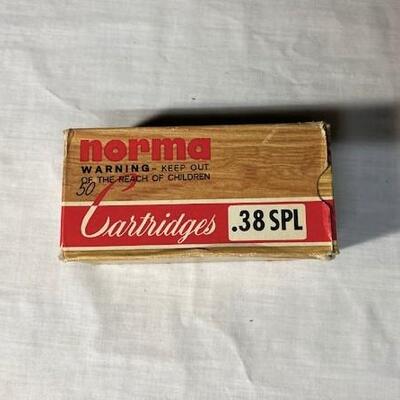 norma
WARNING - KEEP OUT
OF THE REACH OF CHILDREN
50
Cartridges .38 SPL